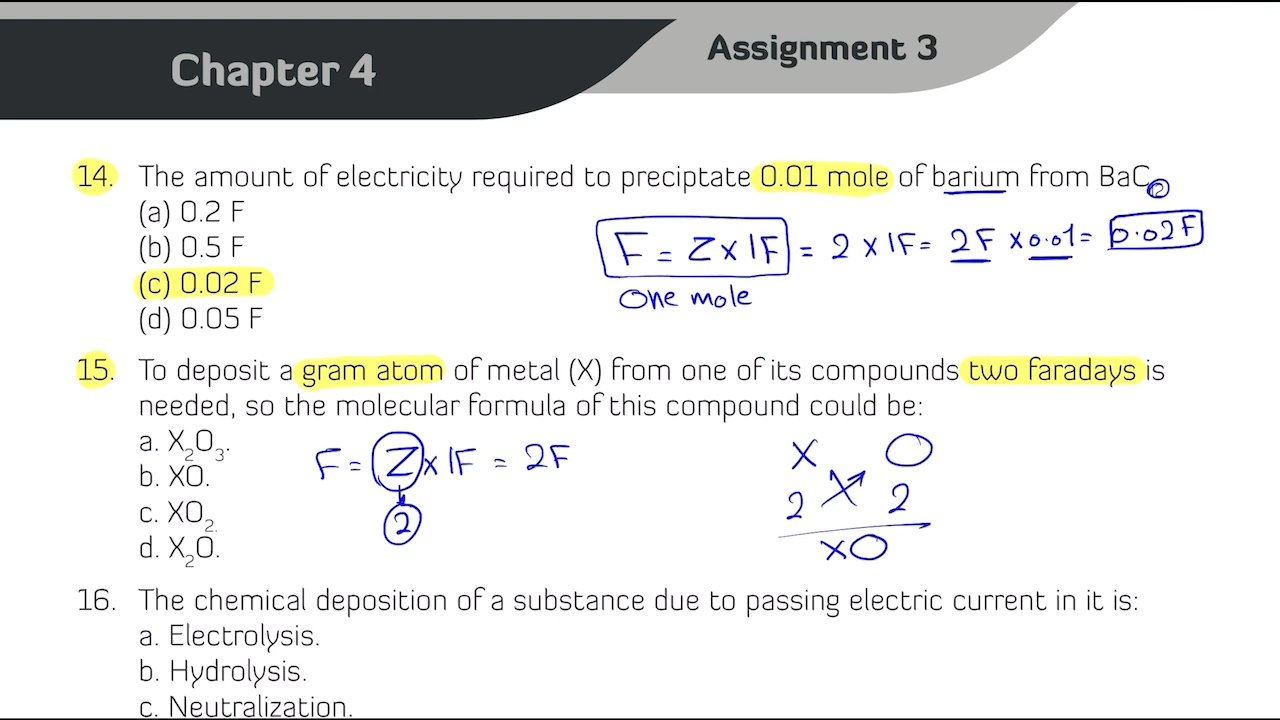 Chapter 4
Assignment 3
14. The amount of electricity required to preciptate 0.01 mole of barium from BaC
(a) 0.2 F
(b) 0.5 F
(c) 0.02 F
(d) 0.05 F
F = Z x 1F = 2 x 1F = 2F x 0.01 = 0.02 F
One mole
15. To deposit a gram atom of metal (X) from one of its compounds two faradays is
needed, so the molecular formula of this compound could be:
a. X₂O₃.
b. XO.
c. XO₂.
d. X₂O.
F = Z x 1F = 2F
2
X O
2 2
XO
16. The chemical deposition of a substance due to passing electric current in it is:
a. Electrolysis.
b. Hydrolysis.
c. Neutralization.